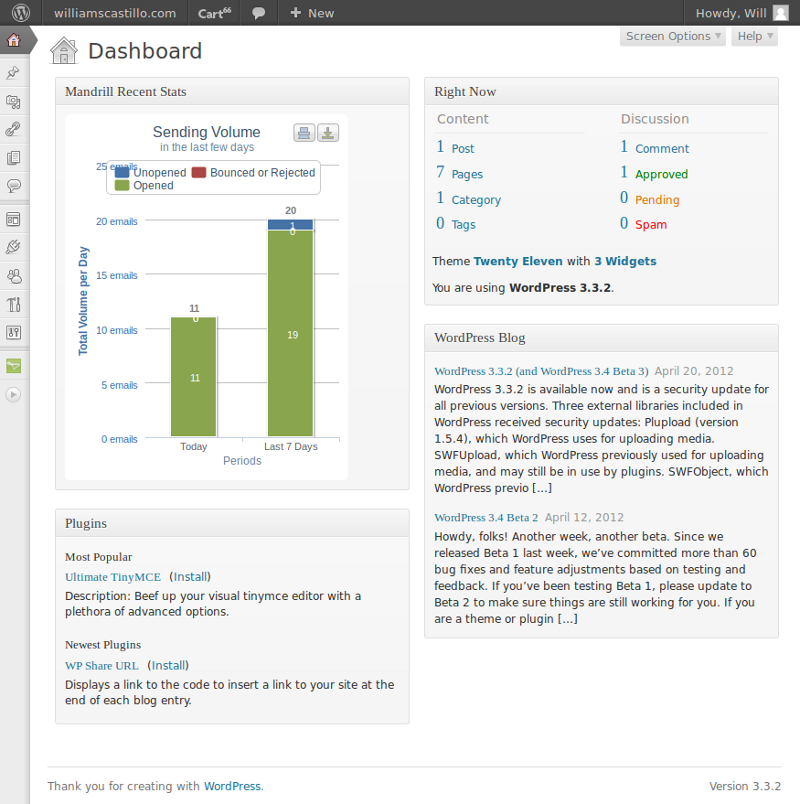 williamscastillo.com Cart66 + New Howdy, Will
Screen Options Help
Dashboard
Mandrill Recent Stats
Sending Volume
in the last few days
25 emails
Unopened Bounced or Rejected
Opened
20
20 emails
1
0
15 emails
Total Volume per Day
11
0
10 emails
19
11
5 emails
0 emails
Today Last 7 Days
Periods
Plugins
Most Popular
Ultimate TinyMCE (Install)
Description: Beef up your visual tinymce editor with a
plethora of advanced options.
Newest Plugins
WP Share URL (Install)
Displays a link to the code to insert a link to your site at the
end of each blog entry.
Right Now
Content Discussion
1 Post 1 Comment
7 Pages 1 Approved
1 Category 0 Pending
0 Tags 0 Spam
Theme Twenty Eleven with 3 Widgets
You are using WordPress 3.3.2.
WordPress Blog
WordPress 3.3.2 (and WordPress 3.4 Beta 3) April 20, 2012
WordPress 3.3.2 is available now and is a security update for
all previous versions. Three external libraries included in
WordPress received security updates: Plupload (version
1.5.4), which WordPress uses for uploading media.
SWFUpload, which WordPress previously used for uploading
media, and may still be in use by plugins. SWFObject, which
WordPress previo [...]
WordPress 3.4 Beta 2 April 12, 2012
Howdy, folks! Another week, another beta. Since we
released Beta 1 last week, we've committed more than 60
bug fixes and feature adjustments based on testing and
feedback. If you've been testing Beta 1, please update to
Beta 2 to make sure things are still working for you. If you
are a theme or plugin [...]
Thank you for creating with WordPress. Version 3.3.2